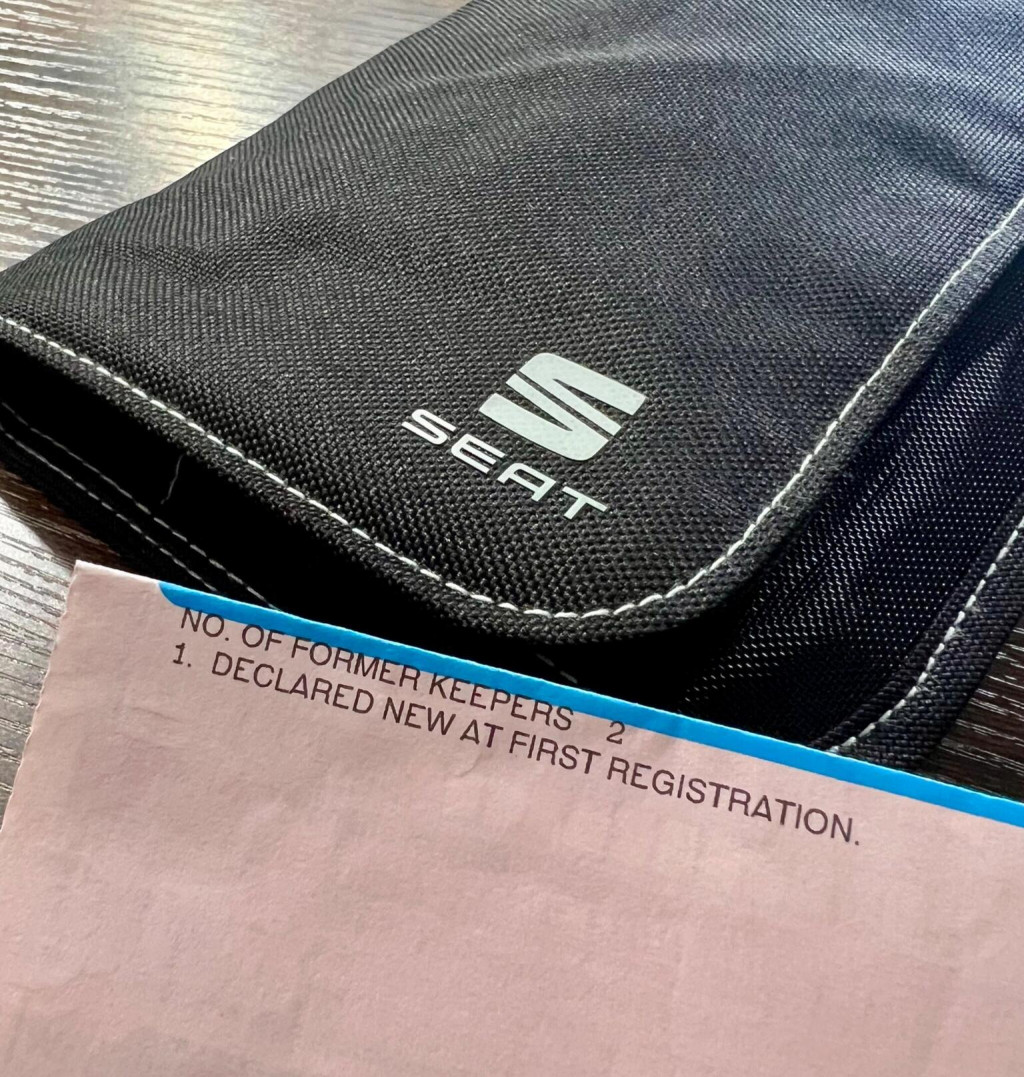 SEAT
NO. OF FORMER KEEPERS 2
1. DECLARED NEW AT FIRST REGISTRATION.